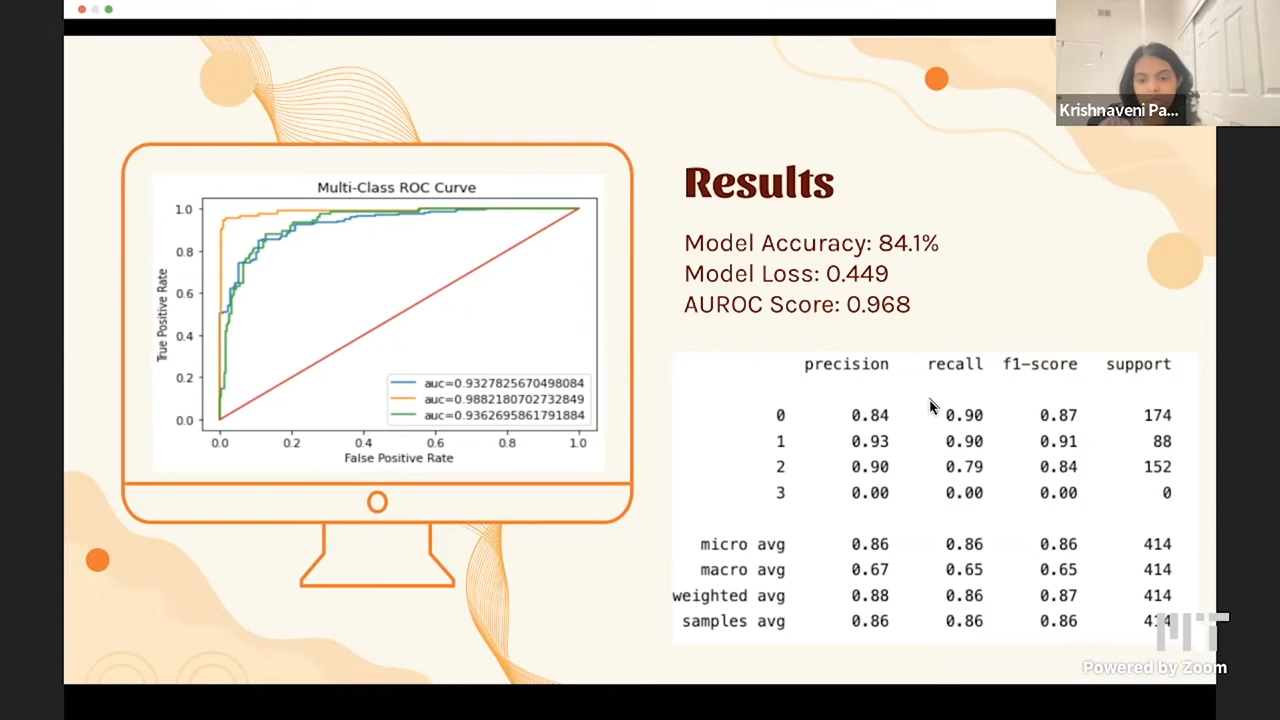 Krishnaveni Pa...
Multi-Class ROC Curve
1.0
0.8
0.6
0.4
0.2
0.0
True Positive Rate
auc=0.9327825670498084
auc=0.9882180702732849
auc=0.9362695861791884
0.0 0.2 0.4 0.6 0.8 1.0
False Positive Rate
Results
Model Accuracy: 84.1%
Model Loss: 0.449
AUROC Score: 0.968
precision recall f1-score support
0 0.84 0.90 0.87 174
1 0.93 0.90 0.91 88
2 0.90 0.79 0.84 152
3 0.00 0.00 0.00 0
micro avg 0.86 0.86 0.86 414
macro avg 0.67 0.65 0.65 414
weighted avg 0.88 0.86 0.87 414
samples avg 0.86 0.86 0.86 414
MIT
Powered by Zoom